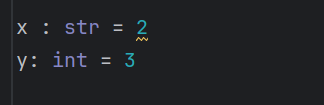 x : str = 2
y: int = 3